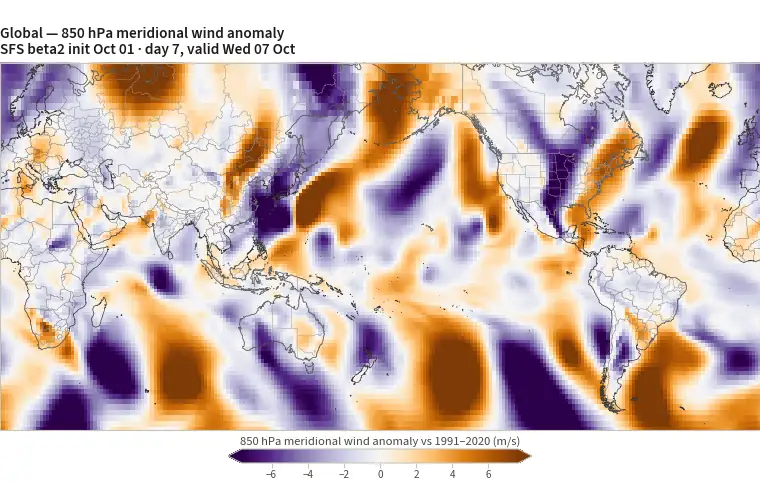 Global — 850 hPa meridional wind anomaly
SFS beta2 init Oct 01 · day 7, valid Wed 07 Oct
850 hPa meridional wind anomaly vs 1991–2020 (m/s)
−6 −4 −2 0 2 4 6